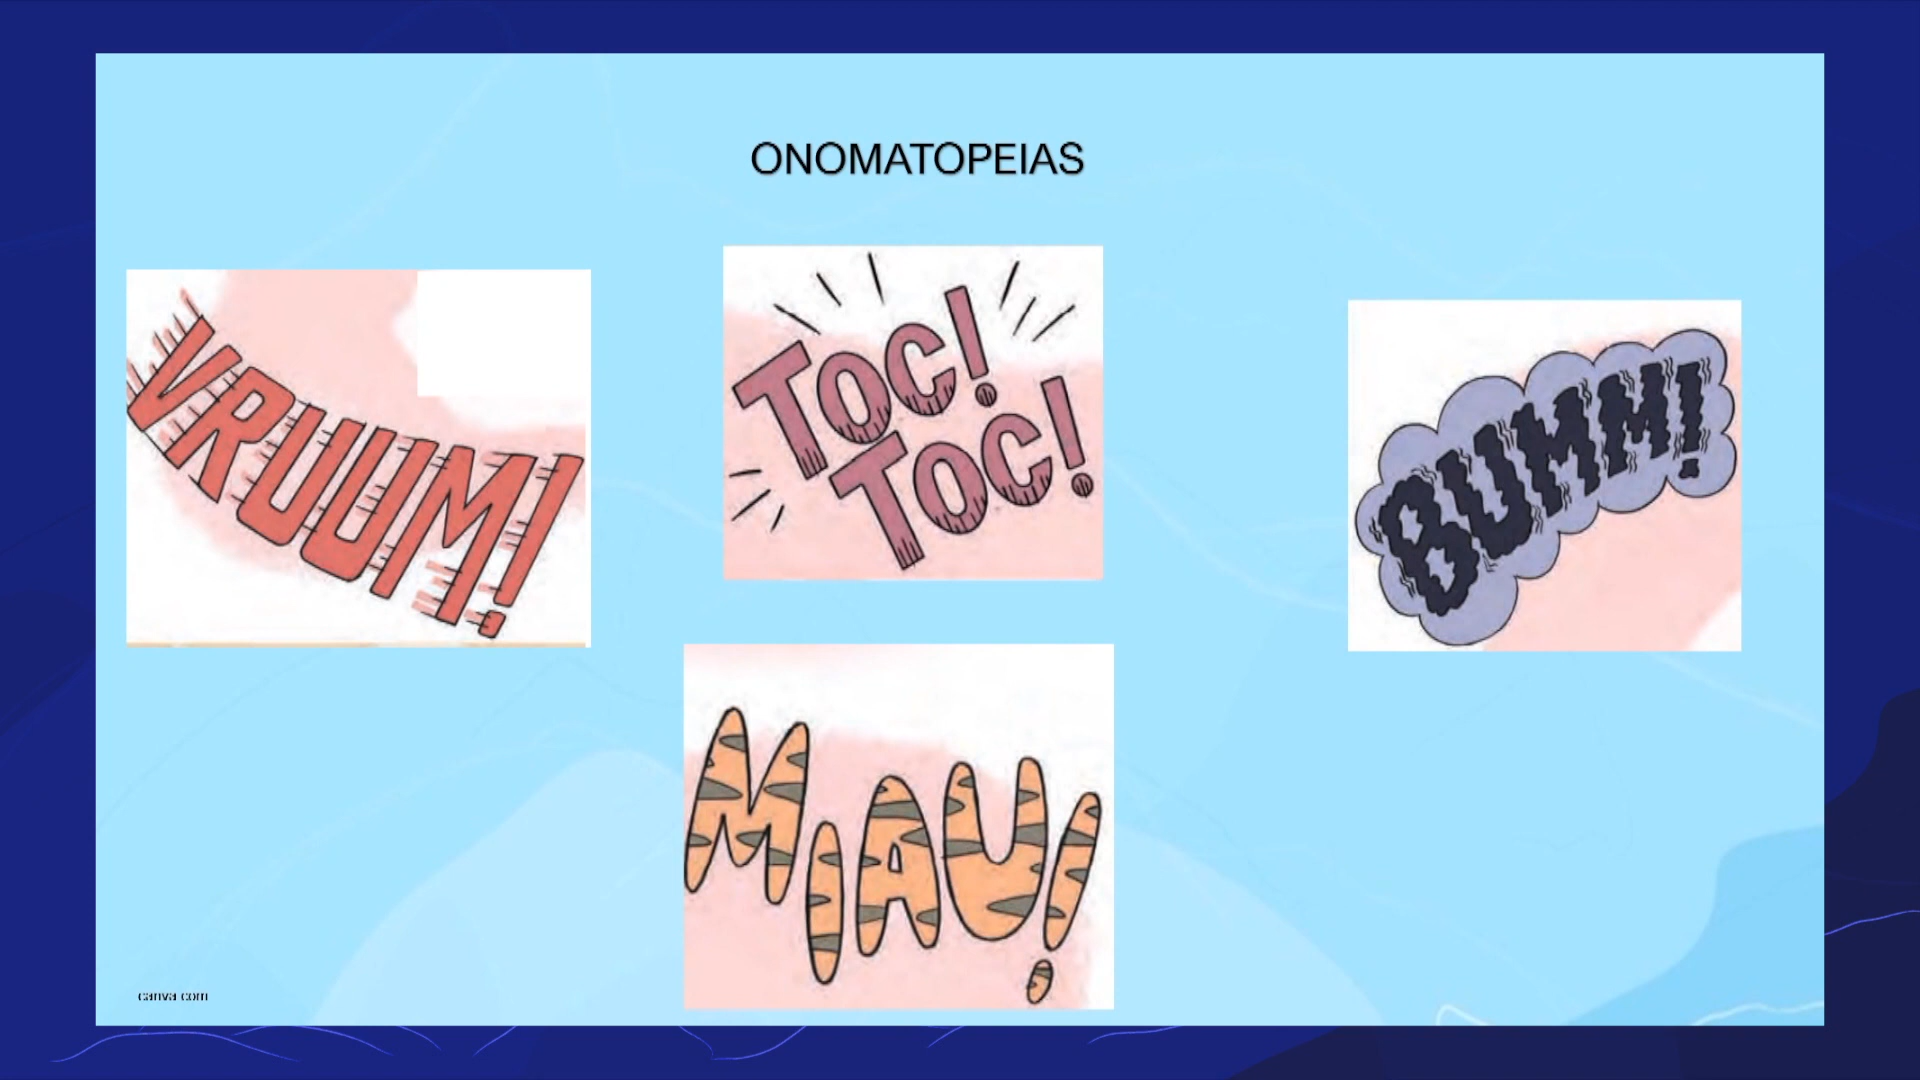 ONOMATOPEIAS
VRUUM!
TOC!
TOC!
BUMM!
MIAU!
canva com